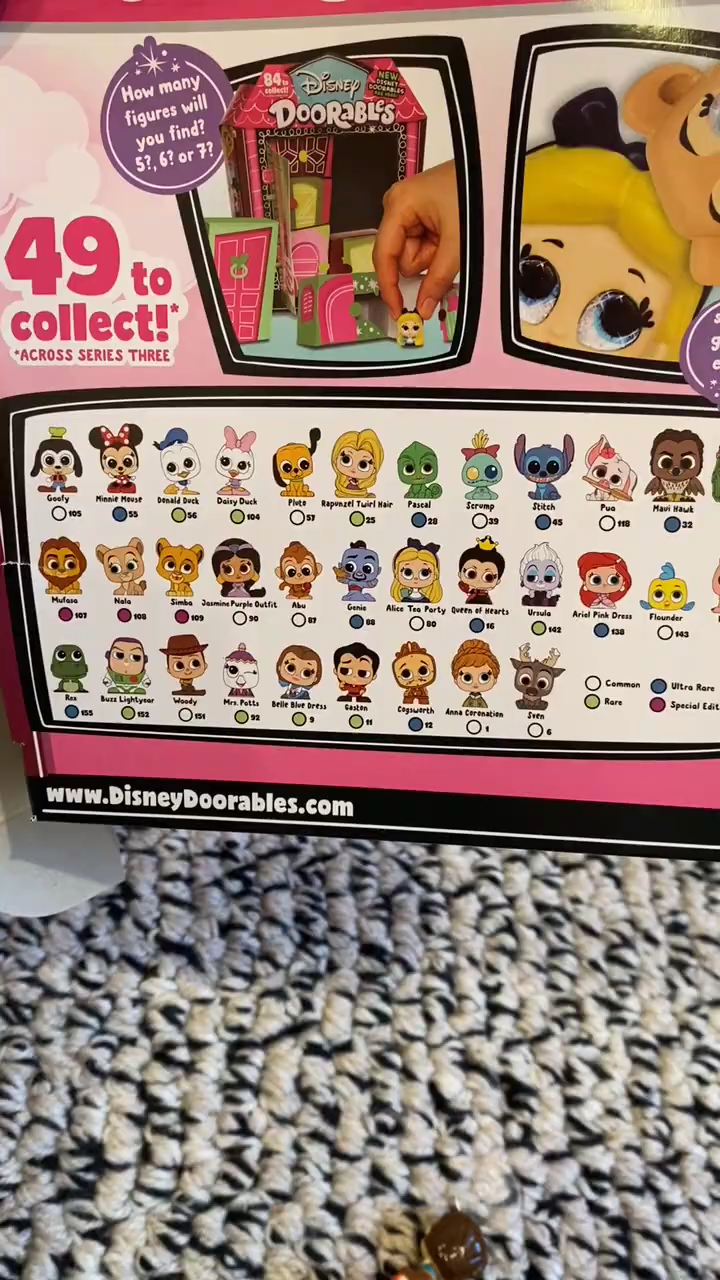 How many
figures will
you find?
5?, 6? or 7?
84 to
collect!
Disney
NEW
DISNEY
DOORABLES
DOORABLES
49 to
collect!*
*ACROSS SERIES THREE
Goofy Minnie Mouse Donald Duck Daisy Duck Pluto Rapunzel Twirl Hair Pascal Scrump Stitch Pua Maui Hawk
105 55 56 104 57 25 28 39 45 118 32
Mufasa Nala Simba Jasmine Purple Outfit Abu Genie Alice Tea Party Queen of Hearts Ursula Ariel Pink Dress Flounder
107 108 109 90 87 88 80 16 142 138 143
Rex Buzz Lightyear Woody Mrs. Potts Belle Blue Dress Gaston Cogsworth Anna Coronation Sven
155 152 151 92 9 11 12 1 6
Common Ultra Rare
Rare Special Edit
www.DisneyDoorables.com